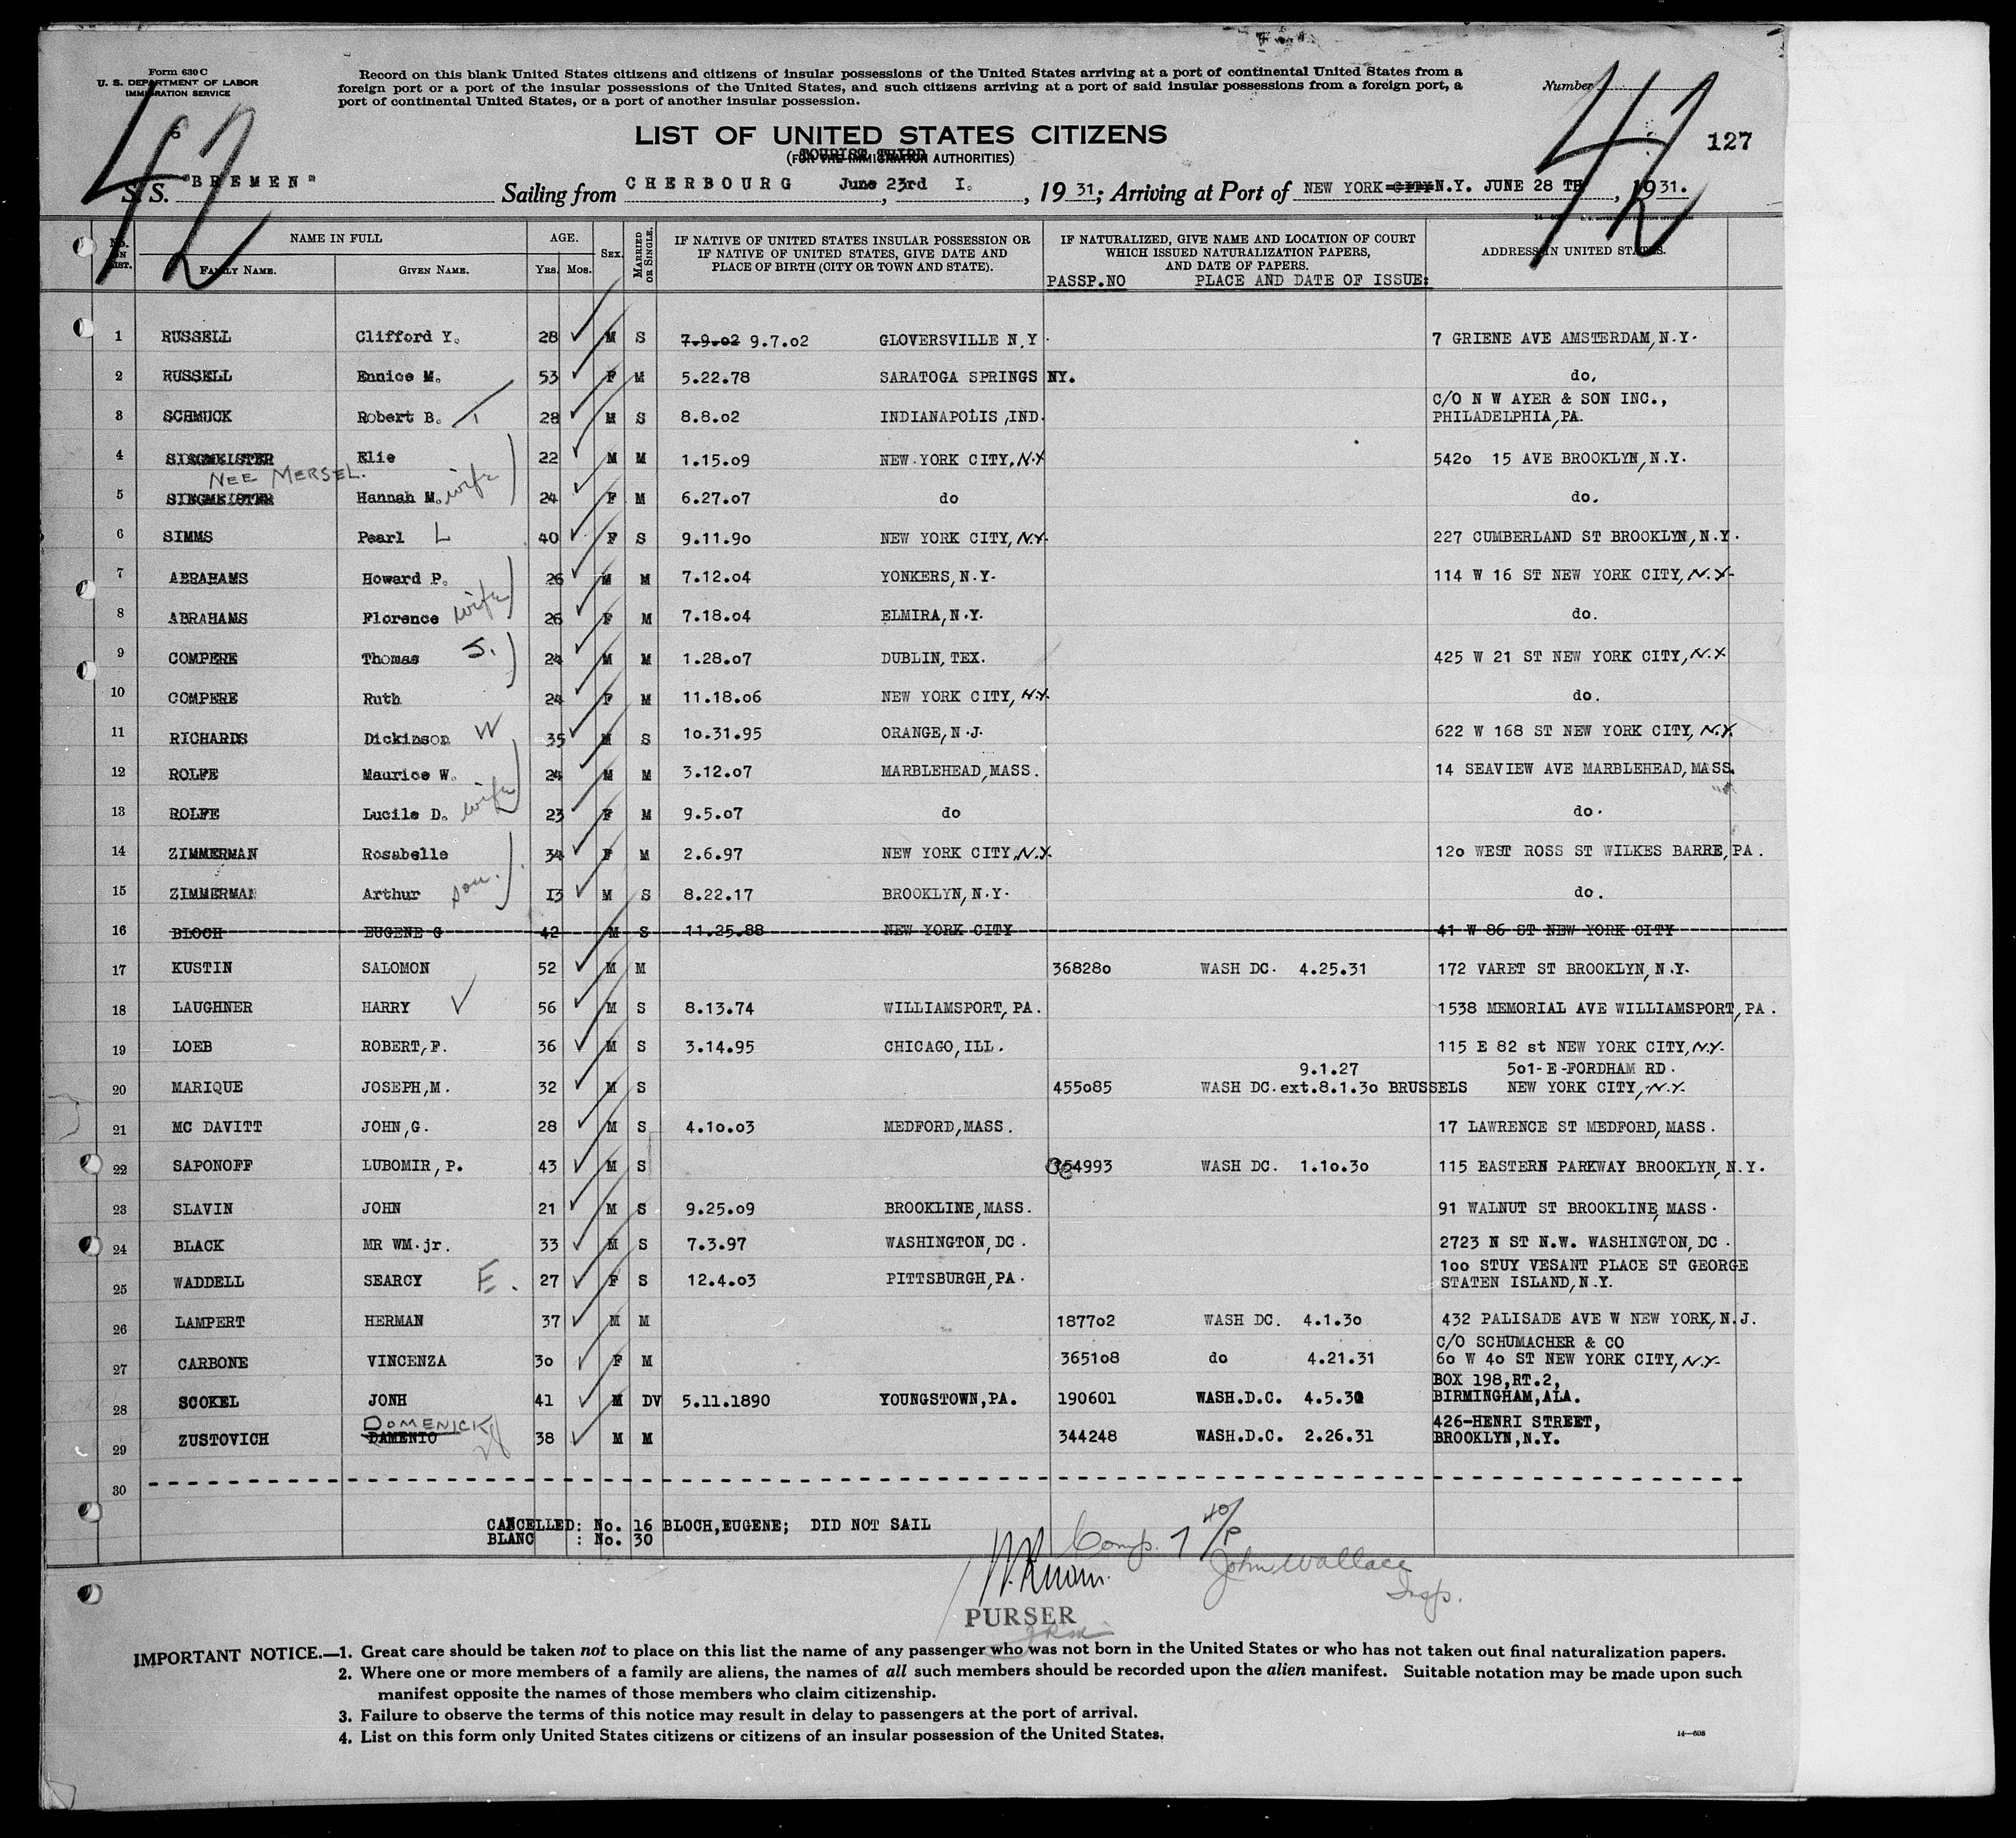 Form 630 C
U. S. DEPARTMENT OF LABOR
IMMIGRATION SERVICE
Record on this blank United States citizens and citizens of insular possessions of the United States arriving at a port of continental United States from a
foreign port or a port of the insular possessions of the United States, and such citizens arriving at a port of said insular possessions from a foreign port, a
port of continental United States, or a port of another insular possession.
Number
42 42
6
127
LIST OF UNITED STATES CITIZENS
TOURIST THIRD
(FOR THE IMMIGRATION AUTHORITIES)
S. S. "BREMEN" Sailing from CHERBOURG June 23rd I., 19 31; Arriving at Port of NEW YORK CITY N.Y. JUNE 28 TH, 19 31.
No. ON LIST. NAME IN FULL FAMILY NAME. GIVEN NAME. AGE. YRS. MOS. SEX. MARRIED OR SINGLE. IF NATIVE OF UNITED STATES INSULAR POSSESSION OR IF NATIVE OF UNITED STATES, GIVE DATE AND PLACE OF BIRTH (CITY OR TOWN AND STATE). IF NATURALIZED, GIVE NAME AND LOCATION OF COURT WHICH ISSUED NATURALIZATION PAPERS, AND DATE OF PAPERS. ADDRESS IN UNITED STATES.
PASSP.NO PLACE AND DATE OF ISSUE:
1 RUSSELL Clifford Y. 28 M S 7.9.02 9.7.02 GLOVERSVILLE N.Y. 7 GRIENE AVE AMSTERDAM, N.Y.
2 RUSSELL Ennice M. 53 F M 5.22.78 SARATOGA SPRINGS NY. do.
3 SCHMUCK Robert B. 28 M S 8.8.02 INDIANAPOLIS, IND. C/O N W AYER & SON INC.,
PHILADELPHIA, PA.
4 SIEGMEISTER Elie 22 M M 1.15.09 NEW YORK CITY, N.Y 5420 15 AVE BROOKLYN, N.Y.
NEE MERSEL.
5 SIEGMEISTER Hannah M. wife 24 F M 6.27.07 do do.
6 SIMMS Pearl L 40 F S 9.11.90 NEW YORK CITY, N.Y. 227 CUMBERLAND ST BROOKLYN, N.Y.
7 ABRAHAMS Howard P. 26 M M 7.12.04 YONKERS, N.Y. 114 W 16 ST NEW YORK CITY, N.Y.
8 ABRAHAMS Florence wife 26 F M 7.18.04 ELMIRA, N.Y. do.
9 COMPERE Thomas S. 24 M M 1.28.07 DUBLIN, TEX. 425 W 21 ST NEW YORK CITY, N.Y
10 COMPERE Ruth 24 F M 11.18.06 NEW YORK CITY, N.Y. do.
11 RICHARDS Dickinson W 35 M S 10.31.95 ORANGE, N.J. 622 W 168 ST NEW YORK CITY, N.Y.
12 ROLFE Maurice W. 24 M M 3.12.07 MARBLEHEAD, MASS. 14 SEAVIEW AVE MARBLEHEAD, MASS.
13 ROLFE Lucile D. wife 23 F M 9.5.07 do do.
14 ZIMMERMAN Rosabelle 34 F M 2.6.97 NEW YORK CITY, N.Y. 120 WEST ROSS ST WILKES BARRE, PA.
15 ZIMMERMAN Arthur son. 13 M S 8.22.17 BROOKLYN, N.Y. do.
16 BLOCH EUGENE G 42 M S 11.25.88 NEW YORK CITY 41 W 86 ST NEW YORK CITY
17 KUSTIN SALOMON 52 M M 368280 WASH DC. 4.25.31 172 VARET ST BROOKLYN, N.Y.
18 LAUGHNER HARRY V 56 M S 8.13.74 WILLIAMSPORT, PA. 1538 MEMORIAL AVE WILLIAMSPORT, PA.
19 LOEB ROBERT, F. 36 M S 3.14.95 CHICAGO, ILL. 115 E 82 st NEW YORK CITY, N.Y.
9.1.27 501-E-FORDHAM RD.
20 MARIQUE JOSEPH, M. 32 M S 455085 WASH DC. ext.8.1.30 BRUSSELS NEW YORK CITY, N.Y.
21 MC DAVITT JOHN, G. 28 M S 4.10.03 MEDFORD, MASS. 17 LAWRENCE ST MEDFORD, MASS.
22 SAPONOFF LUBOMIR, P. 43 M S 54993 WASH DC. 1.10.30 115 EASTERN PARKWAY BROOKLYN, N.Y.
23 SLAVIN JOHN 21 M S 9.25.09 BROOKLINE, MASS. 91 WALNUT ST BROOKLINE, MASS.
24 BLACK MR WM.jr. 33 M S 7.3.97 WASHINGTON, DC. 2723 N ST N.W. WASHINGTON, DC.
25 WADDELL SEARCY E. 27 F S 12.4.03 PITTSBURGH, PA. 100 STUY VESANT PLACE ST GEORGE
STATEN ISLAND, N.Y.
26 LAMPERT HERMAN 37 M M 187702 WASH DC. 4.1.30 432 PALISADE AVE W NEW YORK, N.J.
C/O SCHUMACHER & CO
27 CARBONE VINCENZA 30 F M 365108 do 4.21.31 60 W 40 ST NEW YORK CITY, N.Y.
BOX 198, RT.2,
28 SCOKEL JONH 41 M DV 5.11.1890 YOUNGSTOWN, PA. 190601 WASH.D.C. 4.5.30 BIRMINGHAM, ALA.
DOMENICK 426-HENRI STREET,
29 ZUSTOVICH DAMENIO 38 M M 344248 WASH.D.C. 2.26.31 BROOKLYN, N.Y.
30
CANCELLED: No. 16 BLOCH, EUGENE; DID NOT SAIL
BLANC : No. 30
Comp. 7 40/P
John Wallace
Insp.
PURSER
IMPORTANT NOTICE.—1. Great care should be taken not to place on this list the name of any passenger who was not born in the United States or who has not taken out final naturalization papers.
2. Where one or more members of a family are aliens, the names of all such members should be recorded upon the alien manifest. Suitable notation may be made upon such
manifest opposite the names of those members who claim citizenship.
3. Failure to observe the terms of this notice may result in delay to passengers at the port of arrival.
4. List on this form only United States citizens or citizens of an insular possession of the United States.
14—608